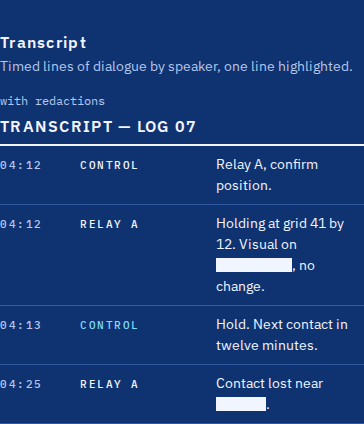 Transcript
Timed lines of dialogue by speaker, one line highlighted.
with redactions
TRANSCRIPT — LOG 07
04:12 CONTROL Relay A, confirm
position.
04:12 RELAY A Holding at grid 41 by
12. Visual on
, no
change.
04:13 CONTROL Hold. Next contact in
twelve minutes.
04:25 RELAY A Contact lost near
.